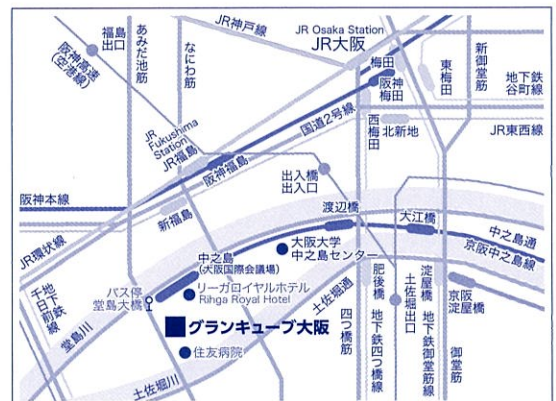 福島
出口
阪神高速
(空港線)
あみだ池筋
なにわ筋
JR神戸線
JR Osaka Station
JR大阪
梅田
阪神
梅田
東梅田
新御堂筋
地下鉄
谷町線
西梅田
北新地
JR東西線
国道2号線
JR
Fukushima
Station
JR福島
阪神福島
出入橋
出入口
阪神本線
新福島
渡辺橋
大江橋
中之島通
京阪中之島線
JR環状線
中之島
(大阪国際会議場)
大阪大学
中之島センター
バス停
堂島大橋
リーガロイヤルホテル
Rihga Royal Hotel
地下鉄
千日前線
堂島川
グランキューブ大阪
住友病院
土佐堀通
土佐堀川
四つ橋筋
肥後橋
地下鉄四つ橋線
土佐堀出口
淀屋橋
地下鉄御堂筋線
御堂筋
京阪
淀屋橋